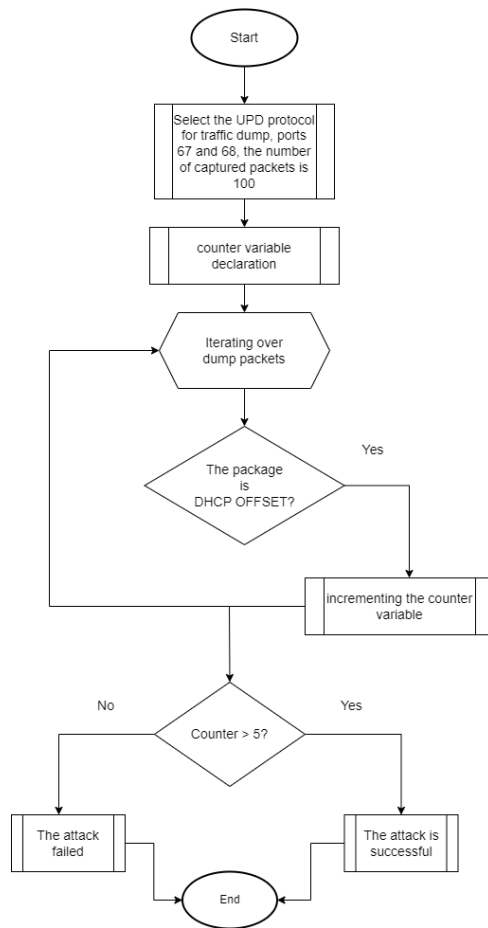 Start
Select the UPD protocol
for traffic dump, ports
67 and 68, the number
of captured packets is
100
counter variable
declaration
Iterating over
dump packets
The package
is
DHCP OFFSET?
Yes
incrementing the counter
variable
No
Counter > 5?
Yes
The attack
failed
The attack is
successful
End